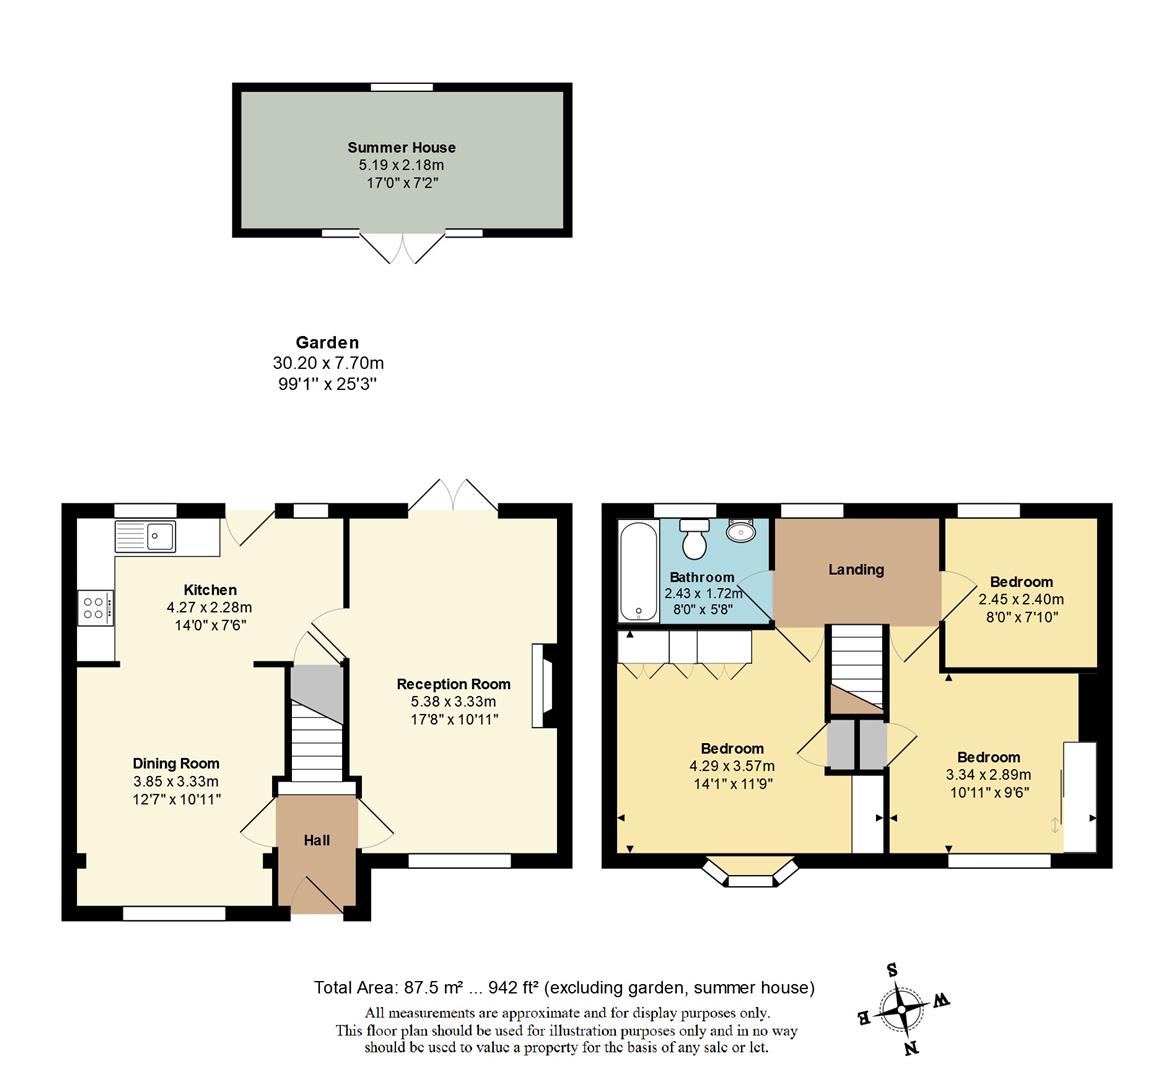 Summer House
5.19 x 2.18m
17'0" x 7'2"
Garden
30.20 x 7.70m
99'1" x 25'3"
Kitchen
4.27 x 2.28m
14'0" x 7'6"
Reception Room
5.38 x 3.33m
17'8" x 10'11"
Dining Room
3.85 x 3.33m
12'7" x 10'11"
Hall
Bathroom
2.43 x 1.72m
8'0" x 5'8"
Landing
Bedroom
2.45 x 2.40m
8'0" x 7'10"
Bedroom
4.29 x 3.57m
14'1" x 11'9"
Bedroom
3.34 x 2.89m
10'11" x 9'6"
Total Area: 87.5 m² ... 942 ft² (excluding garden, summer house)
All measurements are approximate and for display purposes only.
This floor plan should be used for illustration purposes only and in no way
should be used to value a property for the basis of any sale or let.
S
W
E
N